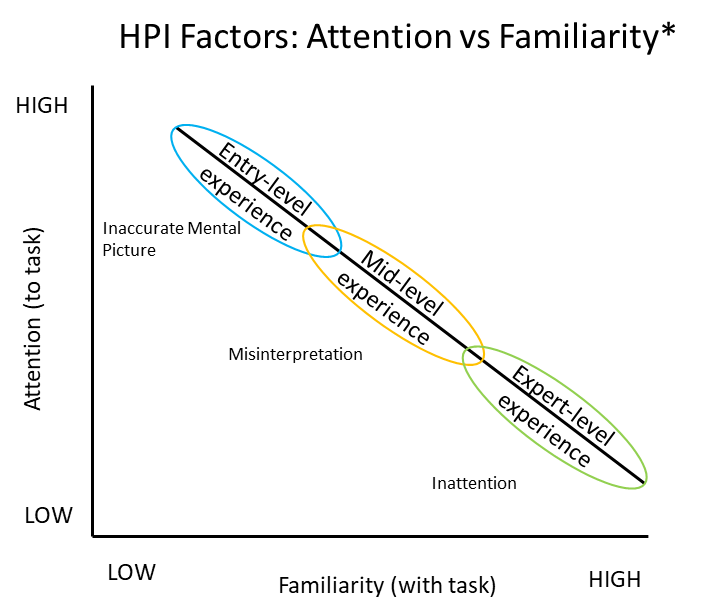 HPI Factors: Attention vs Familiarity*
HIGH
Entry-level
experience
Inaccurate Mental
Picture
Attention (to task)
Mid-level
experience
Misinterpretation
Expert-level
experience
Inattention
LOW
LOW
Familiarity (with task)
HIGH